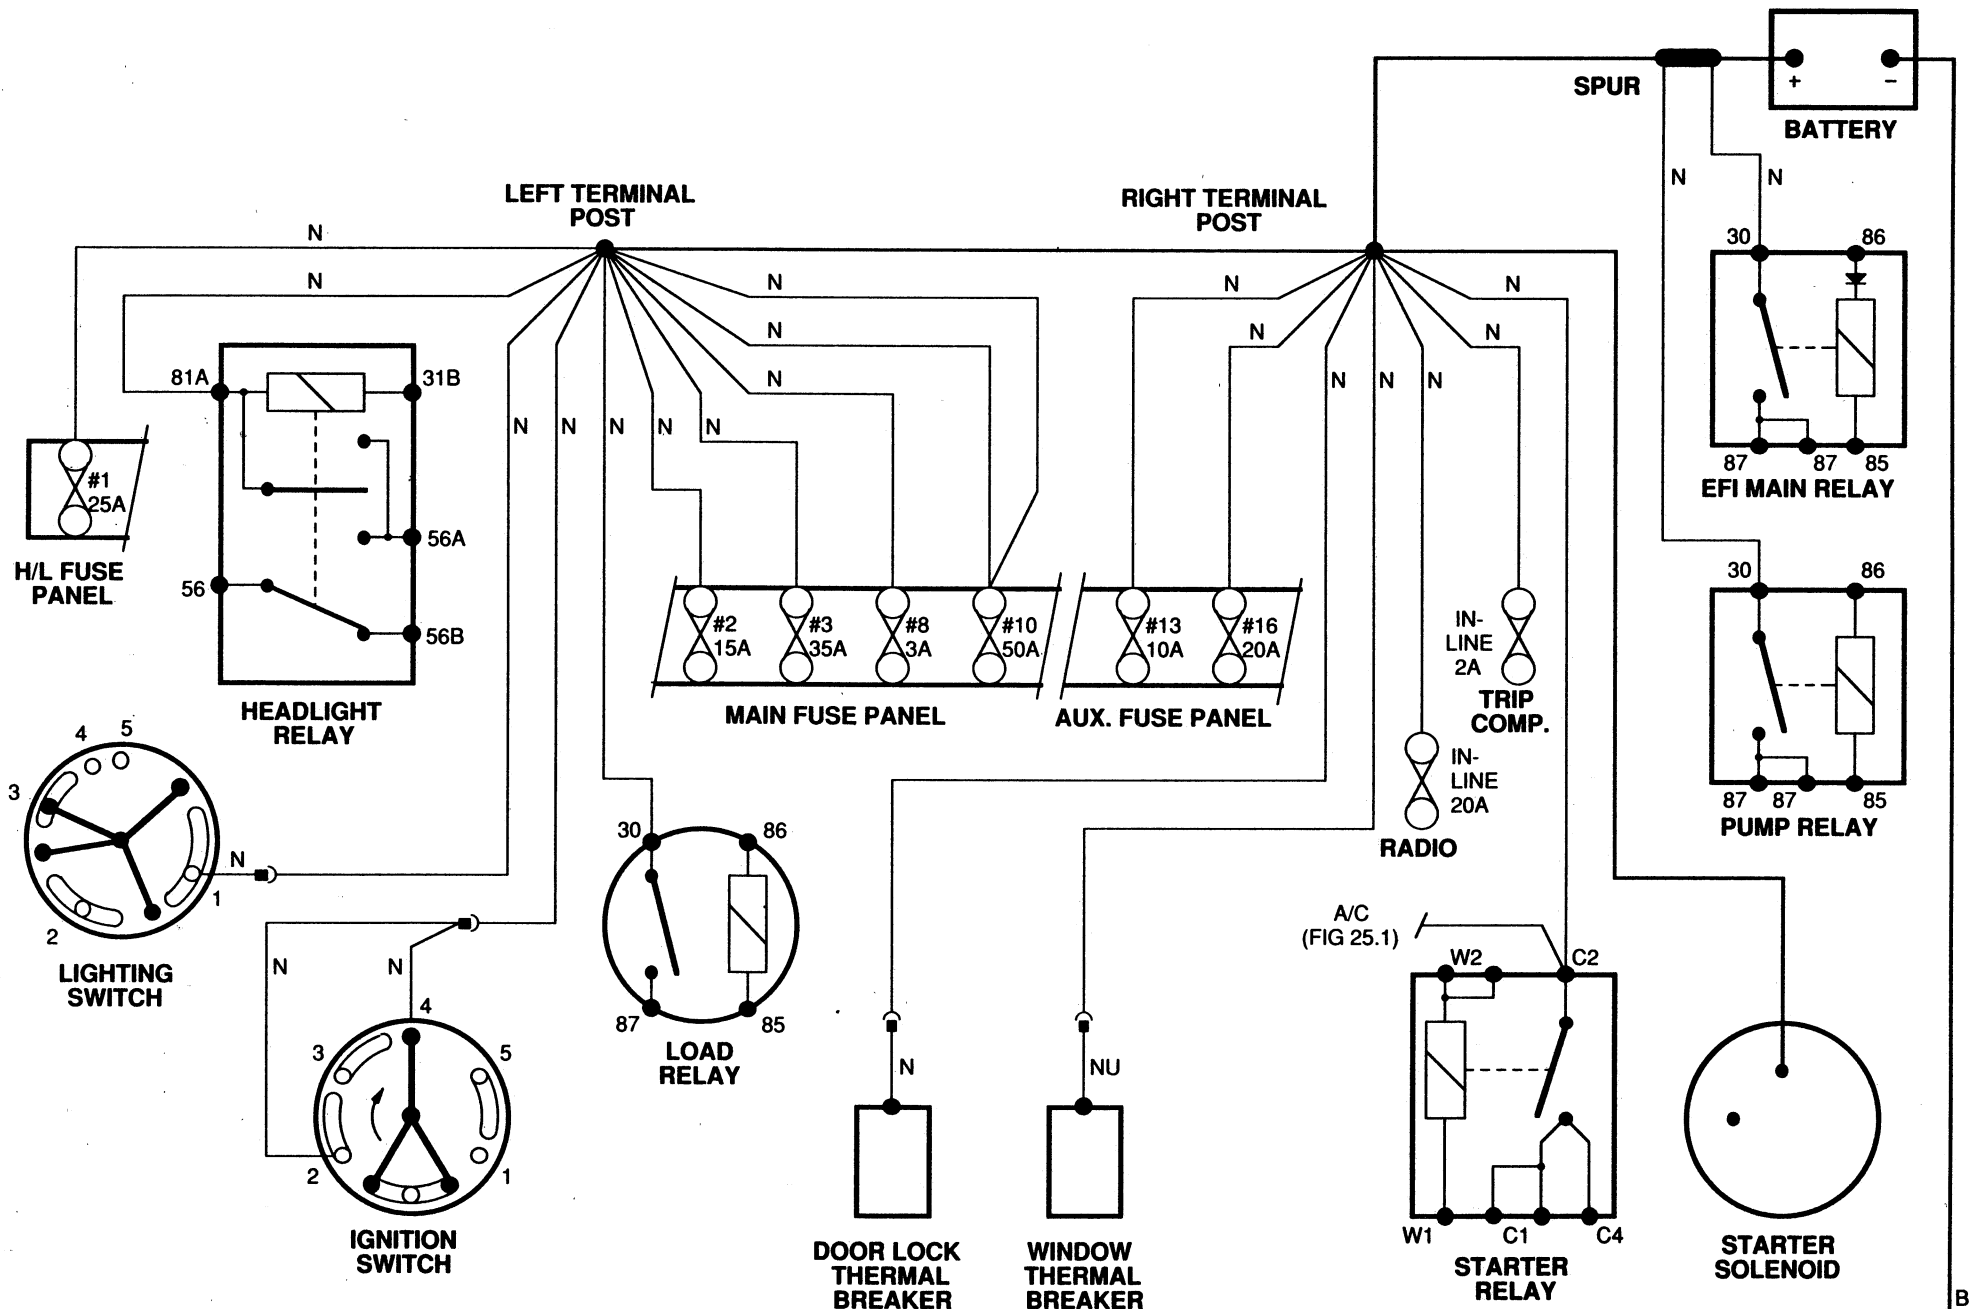 SPUR
+
−
BATTERY
N
N
LEFT TERMINAL
POST
RIGHT TERMINAL
POST
N
N
N
N
N
N
N
N
N
30
86
87
87
85
EFI MAIN RELAY
81A
31B
56A
56
56B
HEADLIGHT
RELAY
N
N
N
N
N
N
N
N
N
#1
25A
H/L FUSE
PANEL
#2
15A
#3
35A
#8
3A
#10
50A
MAIN FUSE PANEL
#13
10A
#16
20A
AUX. FUSE PANEL
IN-
LINE
2A
TRIP
COMP.
30
86
87
87
85
PUMP RELAY
4
5
3
N
1
2
LIGHTING
SWITCH
IN-
LINE
20A
RADIO
30
86
87
85
LOAD
RELAY
A/C
(FIG 25.1)
N
N
4
3
5
2
1
IGNITION
SWITCH
N
DOOR LOCK
THERMAL
BREAKER
NU
WINDOW
THERMAL
BREAKER
W2
C2
W1
C1
C4
STARTER
RELAY
STARTER
SOLENOID
B